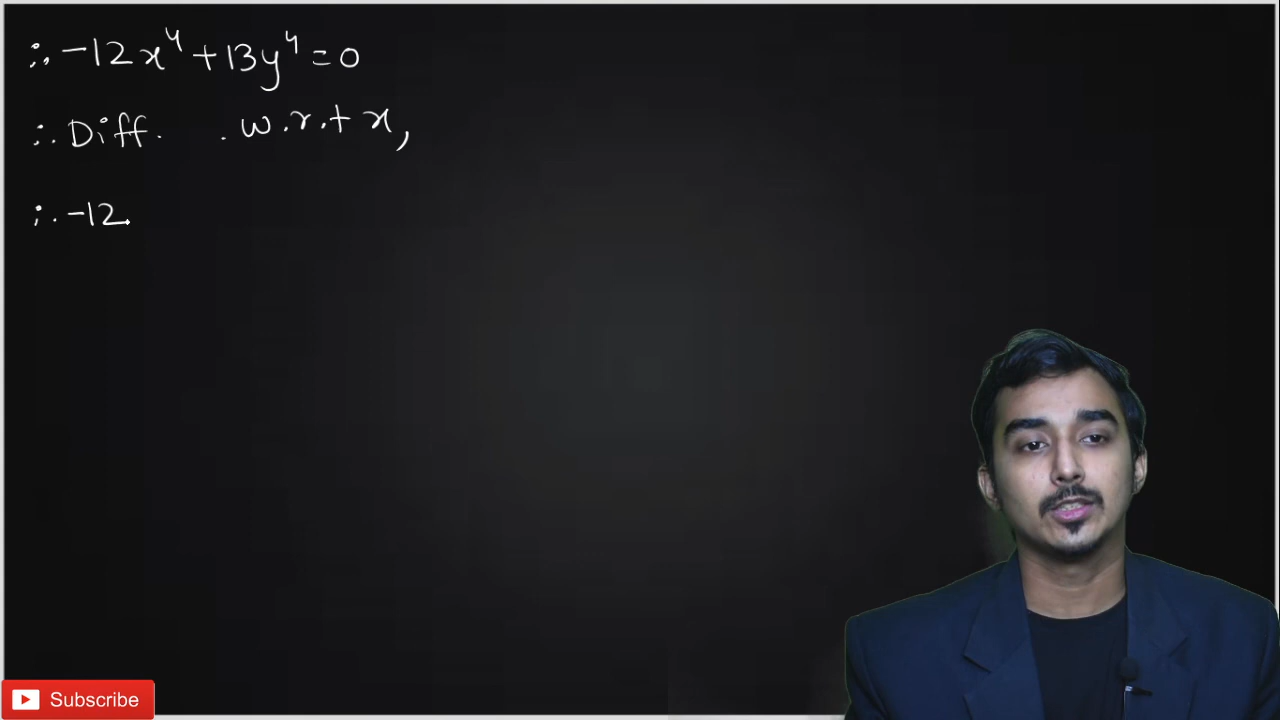 ∴ -12x⁴ + 13y⁴ = 0
∴ Diff. . w.r.t x,
∴ -12
Subscribe